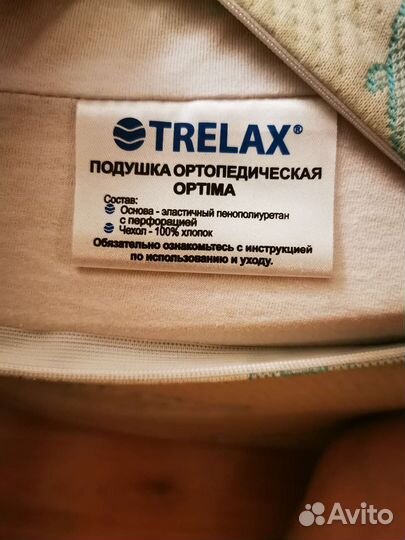 TRELAX®
ПОДУШКА ОРТОПЕДИЧЕСКАЯ
OPTIMA
Состав:
Основа - эластичный пенополиуретан
с перфорацией
Чехол - 100% хлопок
Обязательно ознакомьтесь с инструкцией
по использованию и уходу.
Avito